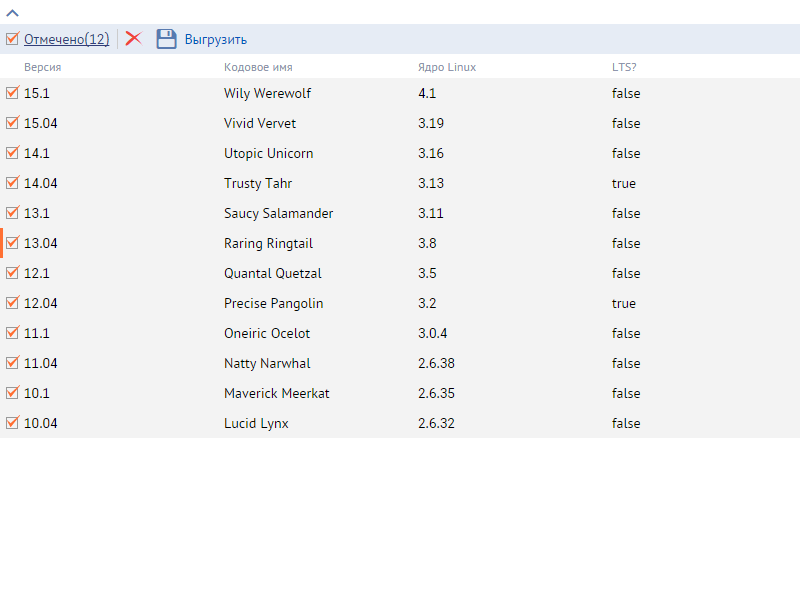 Отмечено(12) Выгрузить
Версия Кодовое имя Ядро Linux LTS?
15.1 Wily Werewolf 4.1 false
15.04 Vivid Vervet 3.19 false
14.1 Utopic Unicorn 3.16 false
14.04 Trusty Tahr 3.13 true
13.1 Saucy Salamander 3.11 false
13.04 Raring Ringtail 3.8 false
12.1 Quantal Quetzal 3.5 false
12.04 Precise Pangolin 3.2 true
11.1 Oneiric Ocelot 3.0.4 false
11.04 Natty Narwhal 2.6.38 false
10.1 Maverick Meerkat 2.6.35 false
10.04 Lucid Lynx 2.6.32 false